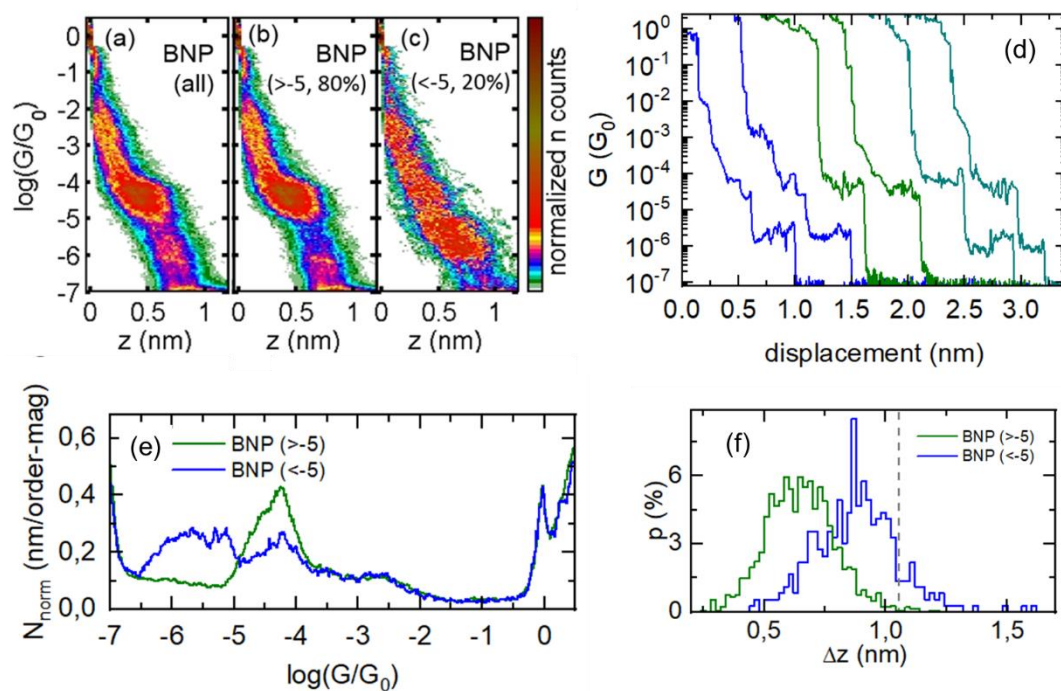 (a)
BNP
(all)
(b)
BNP
(>-5, 80%)
(c)
BNP
(<-5, 20%)
log(G/G0)
0
-1
-2
-3
-4
-5
-6
-7
0 0.5 1
0 0.5 1
0 0.5 1
z (nm)
z (nm)
z (nm)
normalized n counts
(d)
G (G0)
10^0
10^-1
10^-2
10^-3
10^-4
10^-5
10^-6
10^-7
0.0 0.5 1.0 1.5 2.0 2.5 3.0
displacement (nm)
(e)
BNP (>-5)
BNP (<-5)
Nnorm (nm/order-mag)
0,6
0,4
0,2
0,0
-7 -6 -5 -4 -3 -2 -1 0
log(G/G0)
(f)
BNP (>-5)
BNP (<-5)
p (%)
6
3
0
0,5 1,0 1,5
Δz (nm)